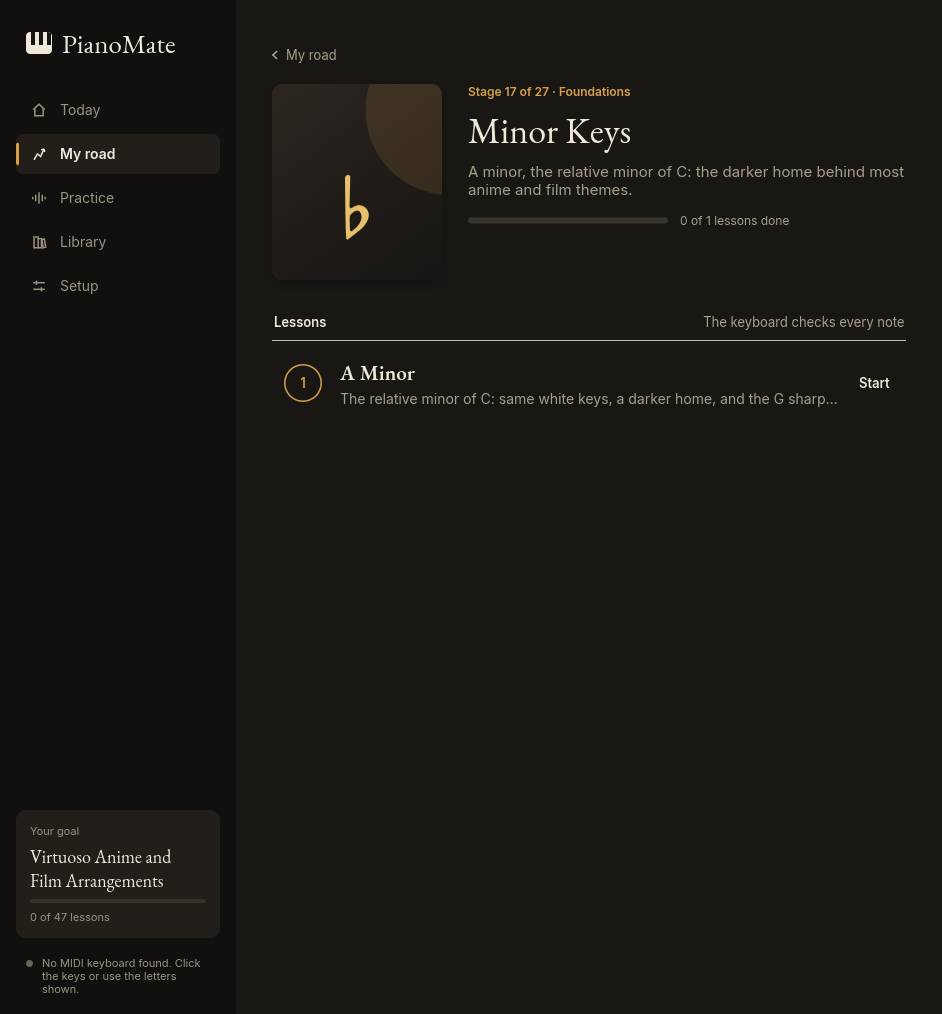 PianoMate
Today
My road
Practice
Library
Setup
Your goal
Virtuoso Anime and
Film Arrangements
0 of 47 lessons
No MIDI keyboard found. Click
the keys or use the letters
shown.
My road
♭
Stage 17 of 27 · Foundations
Minor Keys
A minor, the relative minor of C: the darker home behind most
anime and film themes.
0 of 1 lessons done
Lessons
The keyboard checks every note
1
A Minor
The relative minor of C: same white keys, a darker home, and the G sharp...
Start